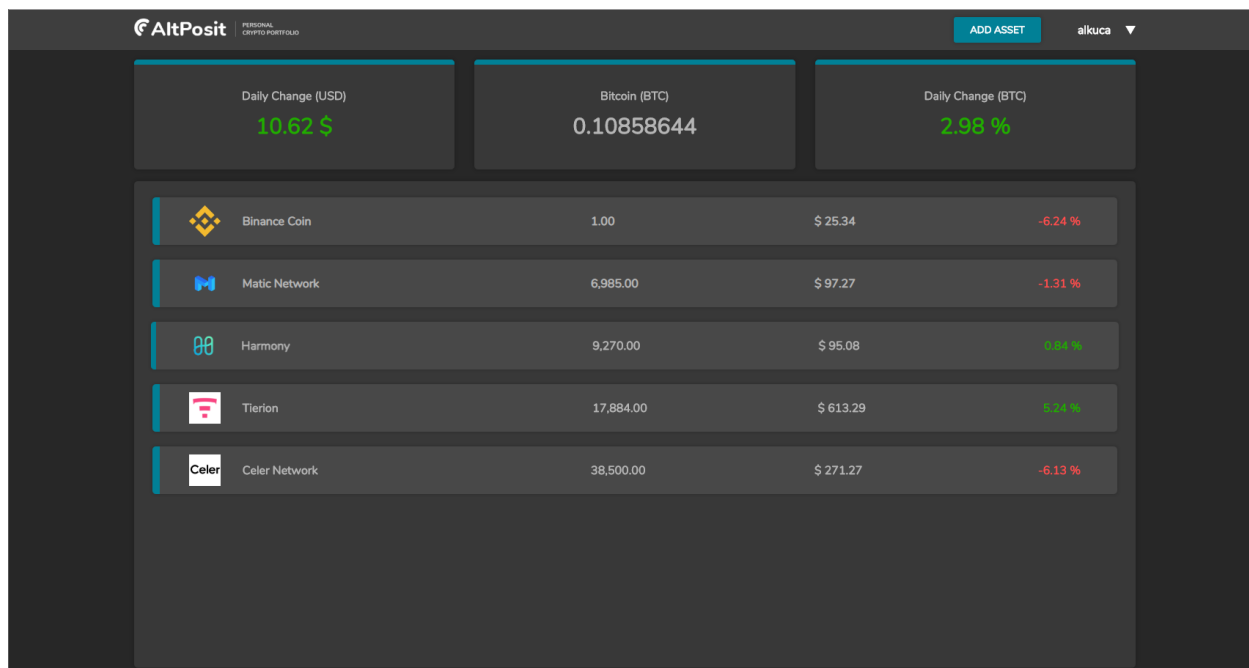 AltPosit
PERSONAL
CRYPTO PORTFOLIO
ADD ASSET
alkuca
Daily Change (USD)
10.62 $
Bitcoin (BTC)
0.10858644
Daily Change (BTC)
2.98 %
Binance Coin 1.00 $ 25.34 -6.24 %
Matic Network 6,985.00 $ 97.27 -1.31 %
Harmony 9,270.00 $ 95.08 0.84 %
Tierion 17,884.00 $ 613.29 5.24 %
Celer Celer Network 38,500.00 $ 271.27 -6.13 %